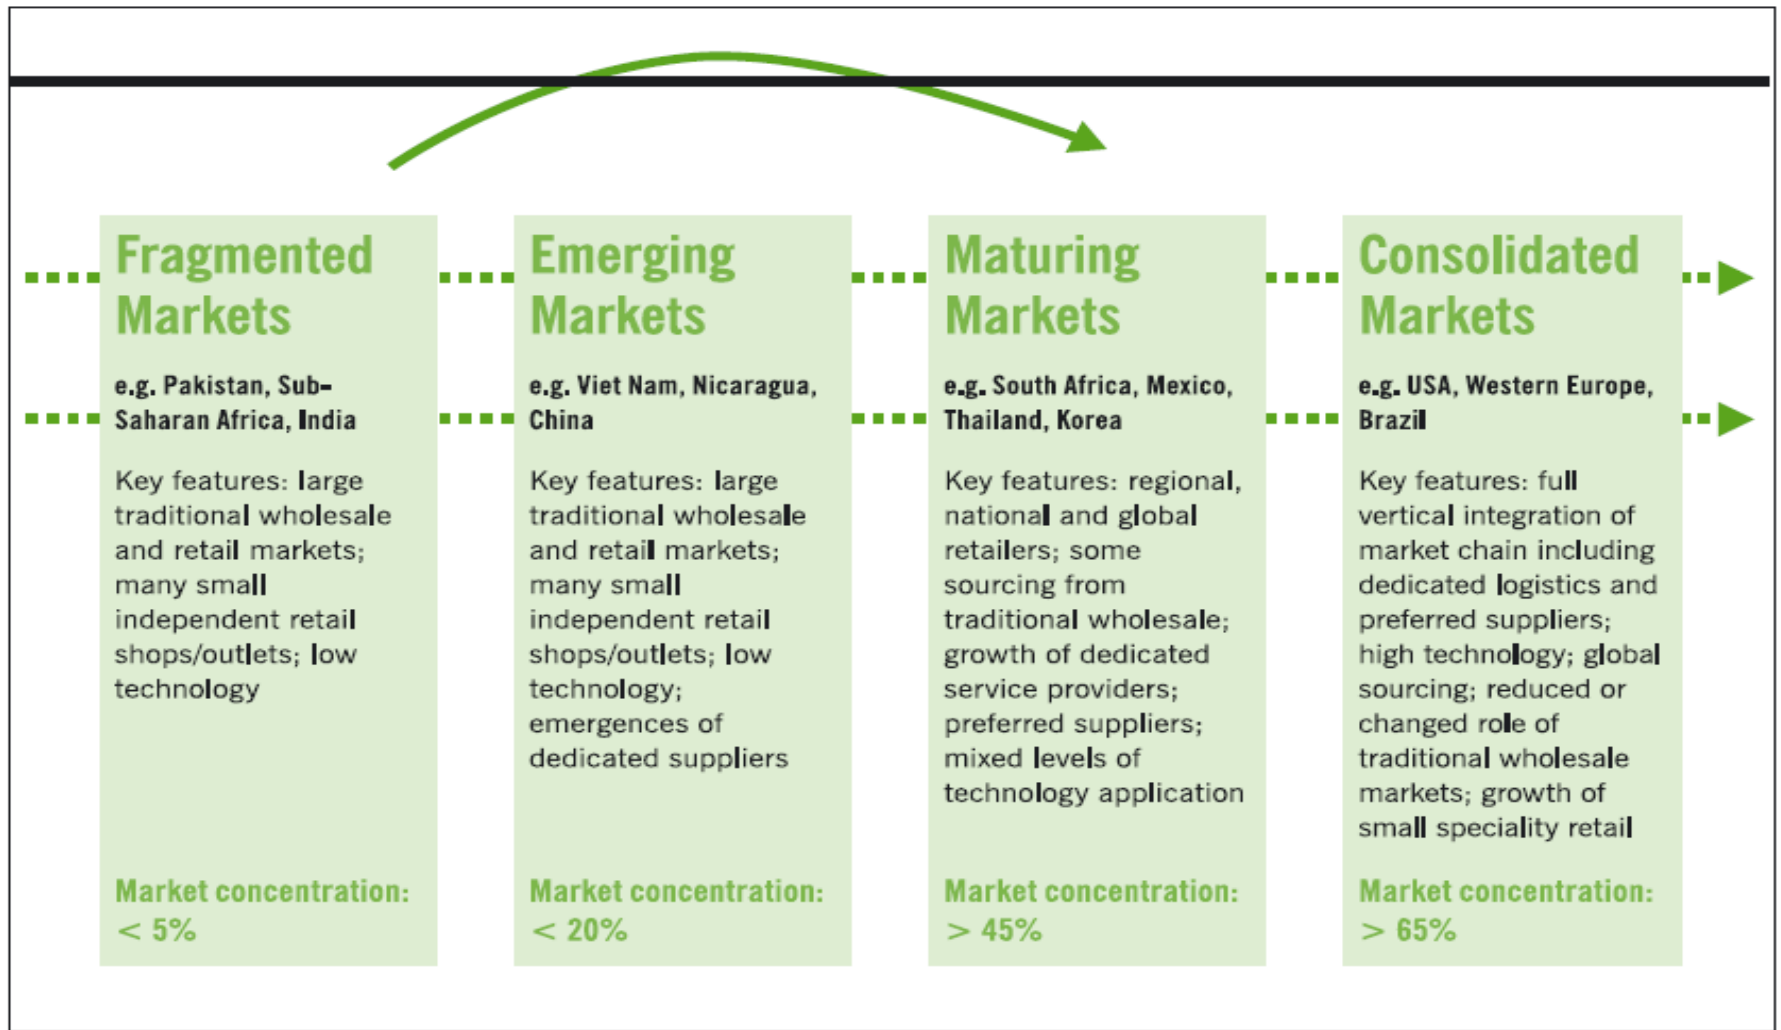 Fragmented
Markets
e.g. Pakistan, Sub-
Saharan Africa, India
Key features: large
traditional wholesale
and retail markets;
many small
independent retail
shops/outlets; low
technology
Market concentration:
< 5%
Emerging
Markets
e.g. Viet Nam, Nicaragua,
China
Key features: large
traditional wholesale
and retail markets;
many small
independent retail
shops/outlets; low
technology;
emergences of
dedicated suppliers
Market concentration:
< 20%
Maturing
Markets
e.g. South Africa, Mexico,
Thailand, Korea
Key features: regional,
national and global
retailers; some
sourcing from
traditional wholesale;
growth of dedicated
service providers;
preferred suppliers;
mixed levels of
technology application
Market concentration:
> 45%
Consolidated
Markets
e.g. USA, Western Europe,
Brazil
Key features: full
vertical integration of
market chain including
dedicated logistics and
preferred suppliers;
high technology; global
sourcing; reduced or
changed role of
traditional wholesale
markets; growth of
small speciality retail
Market concentration:
> 65%